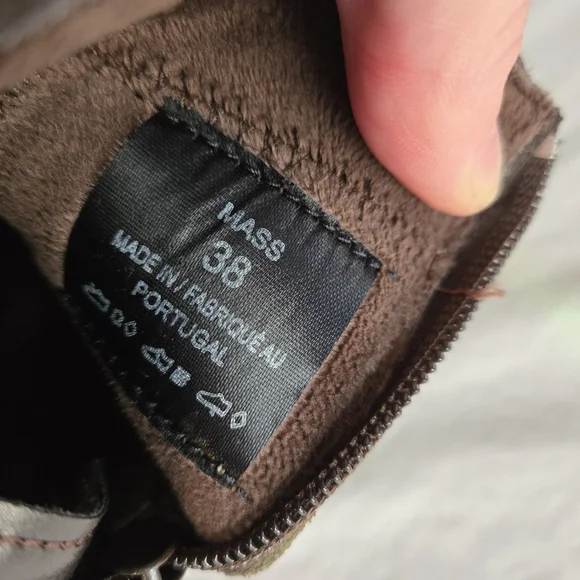 MASS
38
MADE IN / FABRIQUÉ AU
PORTUGAL